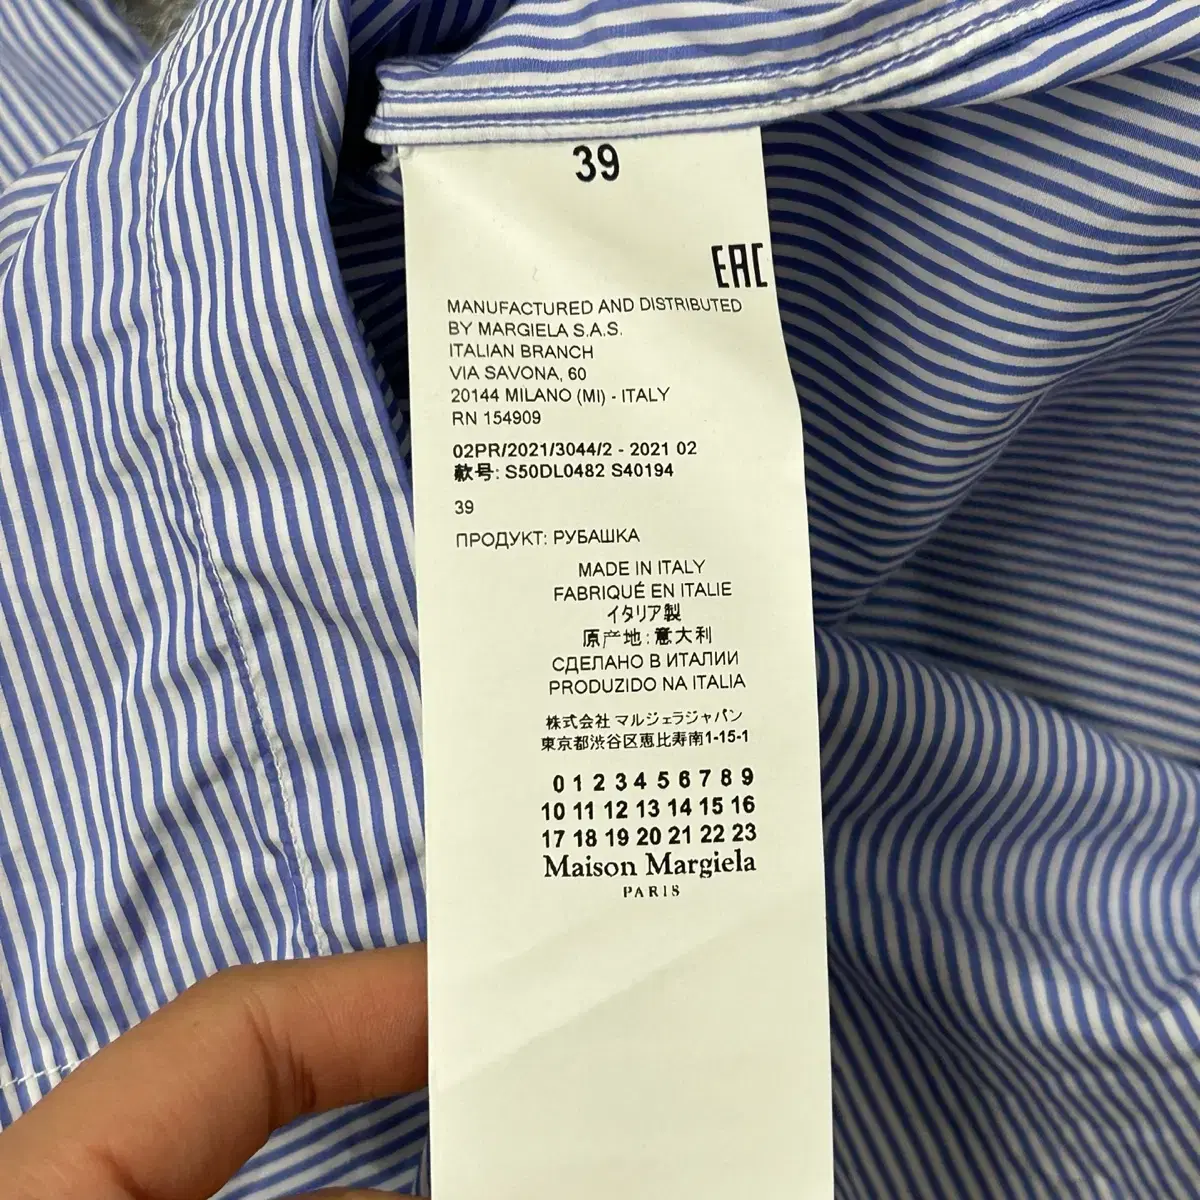 39
EAC
MANUFACTURED AND DISTRIBUTED
BY MARGIELA S.A.S.
ITALIAN BRANCH
VIA SAVONA, 60
20144 MILANO (MI) - ITALY
RN 154909
02PR/2021/3044/2 - 2021 02
款号: S50DL0482 S40194
39
ПРОДУКТ: РУБАШКА
MADE IN ITALY
FABRIQUÉ EN ITALIE
イタリア製
原产地: 意大利
СДЕЛАНО В ИТАЛИИ
PRODUZIDO NA ITALIA
株式会社 マルジェラジャパン
東京都渋谷区恵比寿南1-15-1
0 1 2 3 4 5 6 7 8 9
10 11 12 13 14 15 16
17 18 19 20 21 22 23
Maison Margiela
PARIS